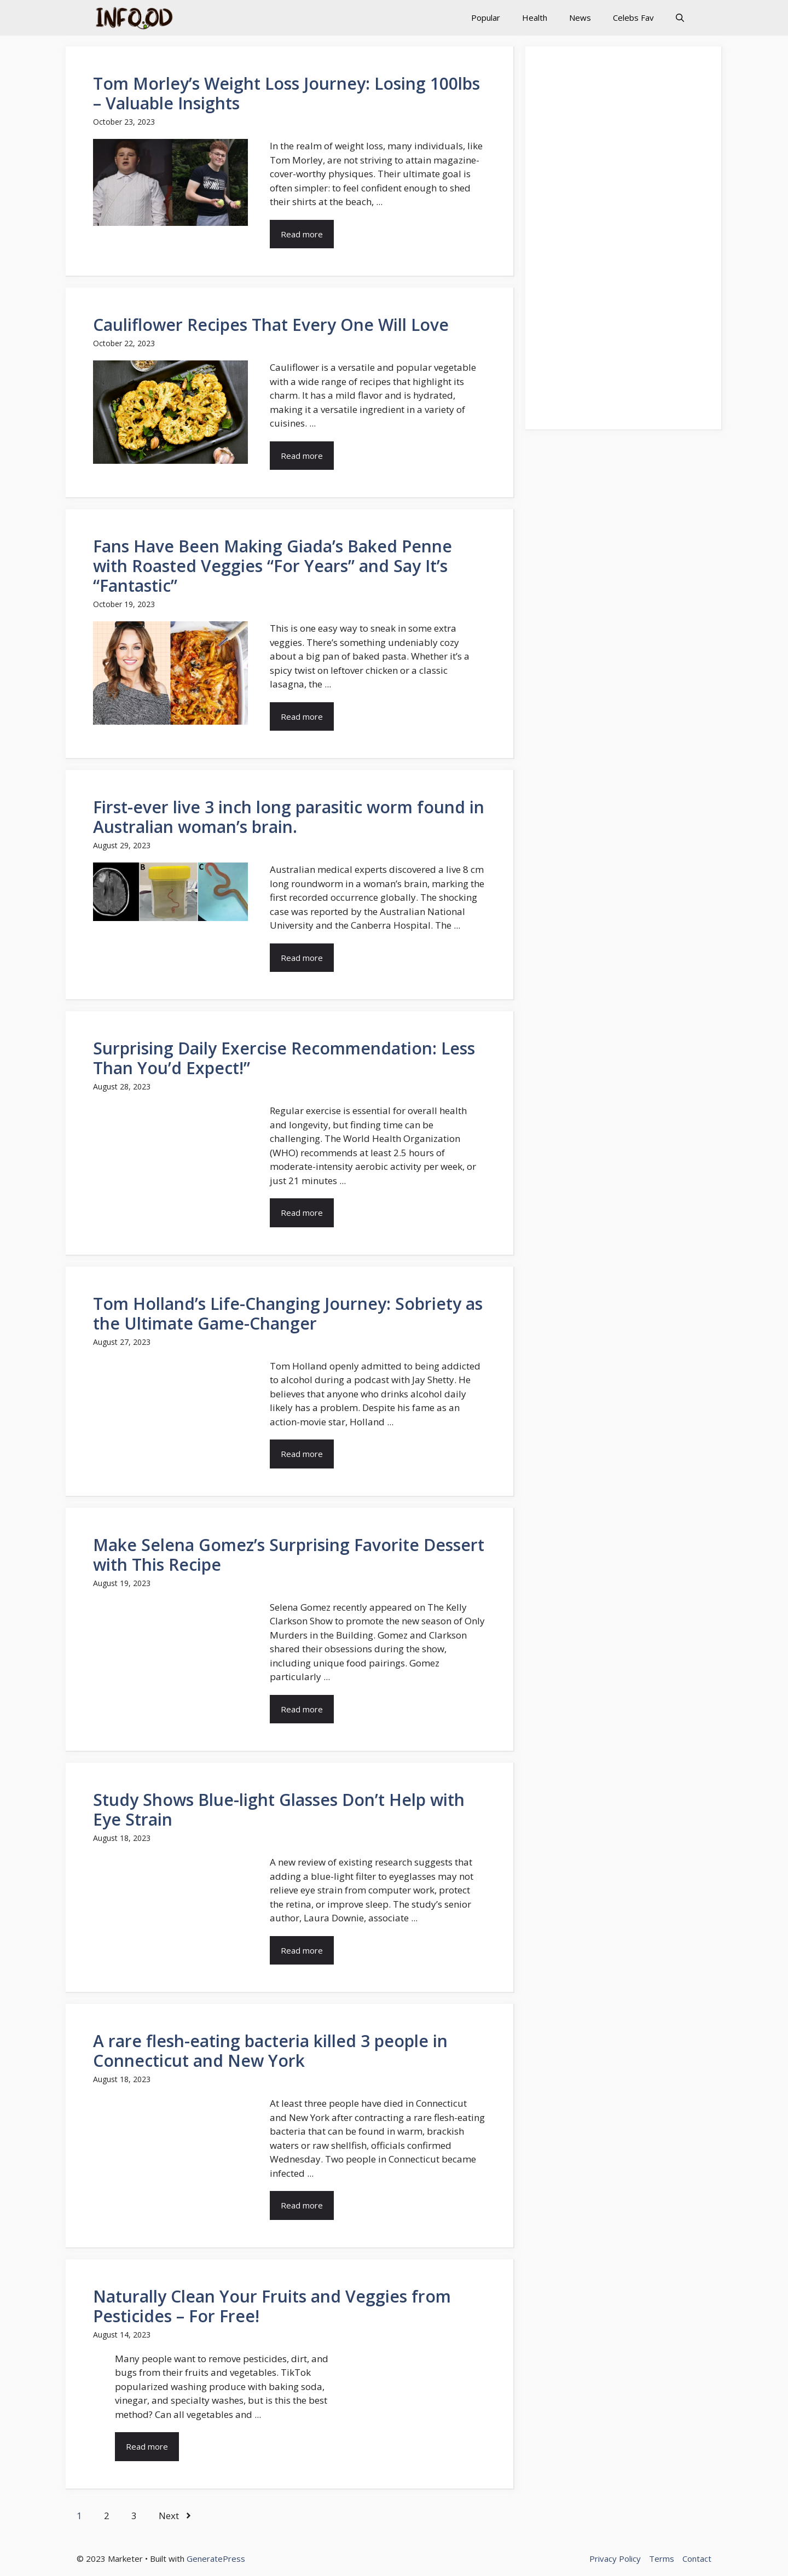 INFO.OD
Popular Health News Celebs Fav
Tom Morley’s Weight Loss Journey: Losing 100lbs
– Valuable Insights
October 23, 2023
In the realm of weight loss, many individuals, like
Tom Morley, are not striving to attain magazine-
cover-worthy physiques. Their ultimate goal is
often simpler: to feel confident enough to shed
their shirts at the beach, ...
Read more
Cauliflower Recipes That Every One Will Love
October 22, 2023
Cauliflower is a versatile and popular vegetable
with a wide range of recipes that highlight its
charm. It has a mild flavor and is hydrated,
making it a versatile ingredient in a variety of
cuisines. ...
Read more
Fans Have Been Making Giada’s Baked Penne
with Roasted Veggies “For Years” and Say It’s
“Fantastic”
October 19, 2023
This is one easy way to sneak in some extra
veggies. There’s something undeniably cozy
about a big pan of baked pasta. Whether it’s a
spicy twist on leftover chicken or a classic
lasagna, the ...
Read more
First-ever live 3 inch long parasitic worm found in
Australian woman’s brain.
August 29, 2023
B C
Australian medical experts discovered a live 8 cm
long roundworm in a woman’s brain, marking the
first recorded occurrence globally. The shocking
case was reported by the Australian National
University and the Canberra Hospital. The ...
Read more
Surprising Daily Exercise Recommendation: Less
Than You’d Expect!”
August 28, 2023
Regular exercise is essential for overall health
and longevity, but finding time can be
challenging. The World Health Organization
(WHO) recommends at least 2.5 hours of
moderate-intensity aerobic activity per week, or
just 21 minutes ...
Read more
Tom Holland’s Life-Changing Journey: Sobriety as
the Ultimate Game-Changer
August 27, 2023
Tom Holland openly admitted to being addicted
to alcohol during a podcast with Jay Shetty. He
believes that anyone who drinks alcohol daily
likely has a problem. Despite his fame as an
action-movie star, Holland ...
Read more
Make Selena Gomez’s Surprising Favorite Dessert
with This Recipe
August 19, 2023
Selena Gomez recently appeared on The Kelly
Clarkson Show to promote the new season of Only
Murders in the Building. Gomez and Clarkson
shared their obsessions during the show,
including unique food pairings. Gomez
particularly ...
Read more
Study Shows Blue-light Glasses Don’t Help with
Eye Strain
August 18, 2023
A new review of existing research suggests that
adding a blue-light filter to eyeglasses may not
relieve eye strain from computer work, protect
the retina, or improve sleep. The study’s senior
author, Laura Downie, associate ...
Read more
A rare flesh-eating bacteria killed 3 people in
Connecticut and New York
August 18, 2023
At least three people have died in Connecticut
and New York after contracting a rare flesh-eating
bacteria that can be found in warm, brackish
waters or raw shellfish, officials confirmed
Wednesday. Two people in Connecticut became
infected ...
Read more
Naturally Clean Your Fruits and Veggies from
Pesticides – For Free!
August 14, 2023
Many people want to remove pesticides, dirt, and
bugs from their fruits and vegetables. TikTok
popularized washing produce with baking soda,
vinegar, and specialty washes, but is this the best
method? Can all vegetables and ...
Read more
1 2 3 Next
© 2023 Marketer • Built with GeneratePress
Privacy Policy Terms Contact